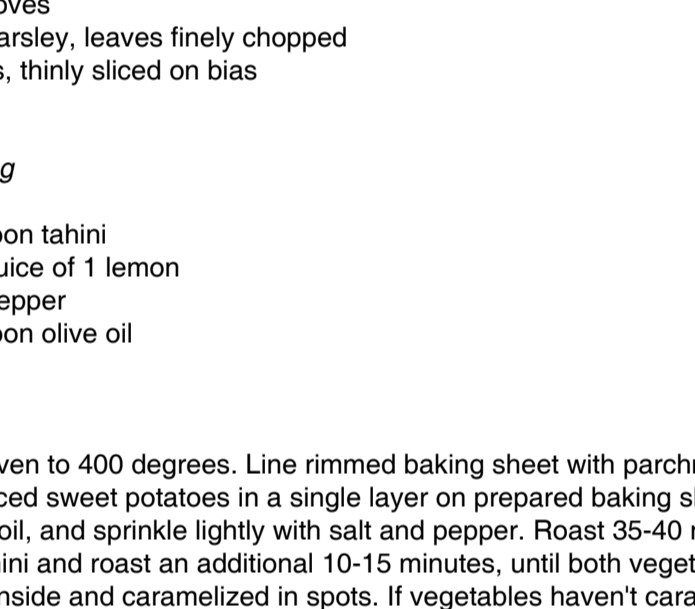 oves
arsley, leaves finely chopped
s, thinly sliced on bias
g
oon tahini
uice of 1 lemon
epper
oon olive oil
ven to 400 degrees. Line rimmed baking sheet with parchm
ced sweet potatoes in a single layer on prepared baking sh
oil, and sprinkle lightly with salt and pepper. Roast 35-40
ini and roast an additional 10-15 minutes, until both veget
nside and caramelized in spots. If vegetables haven't cara